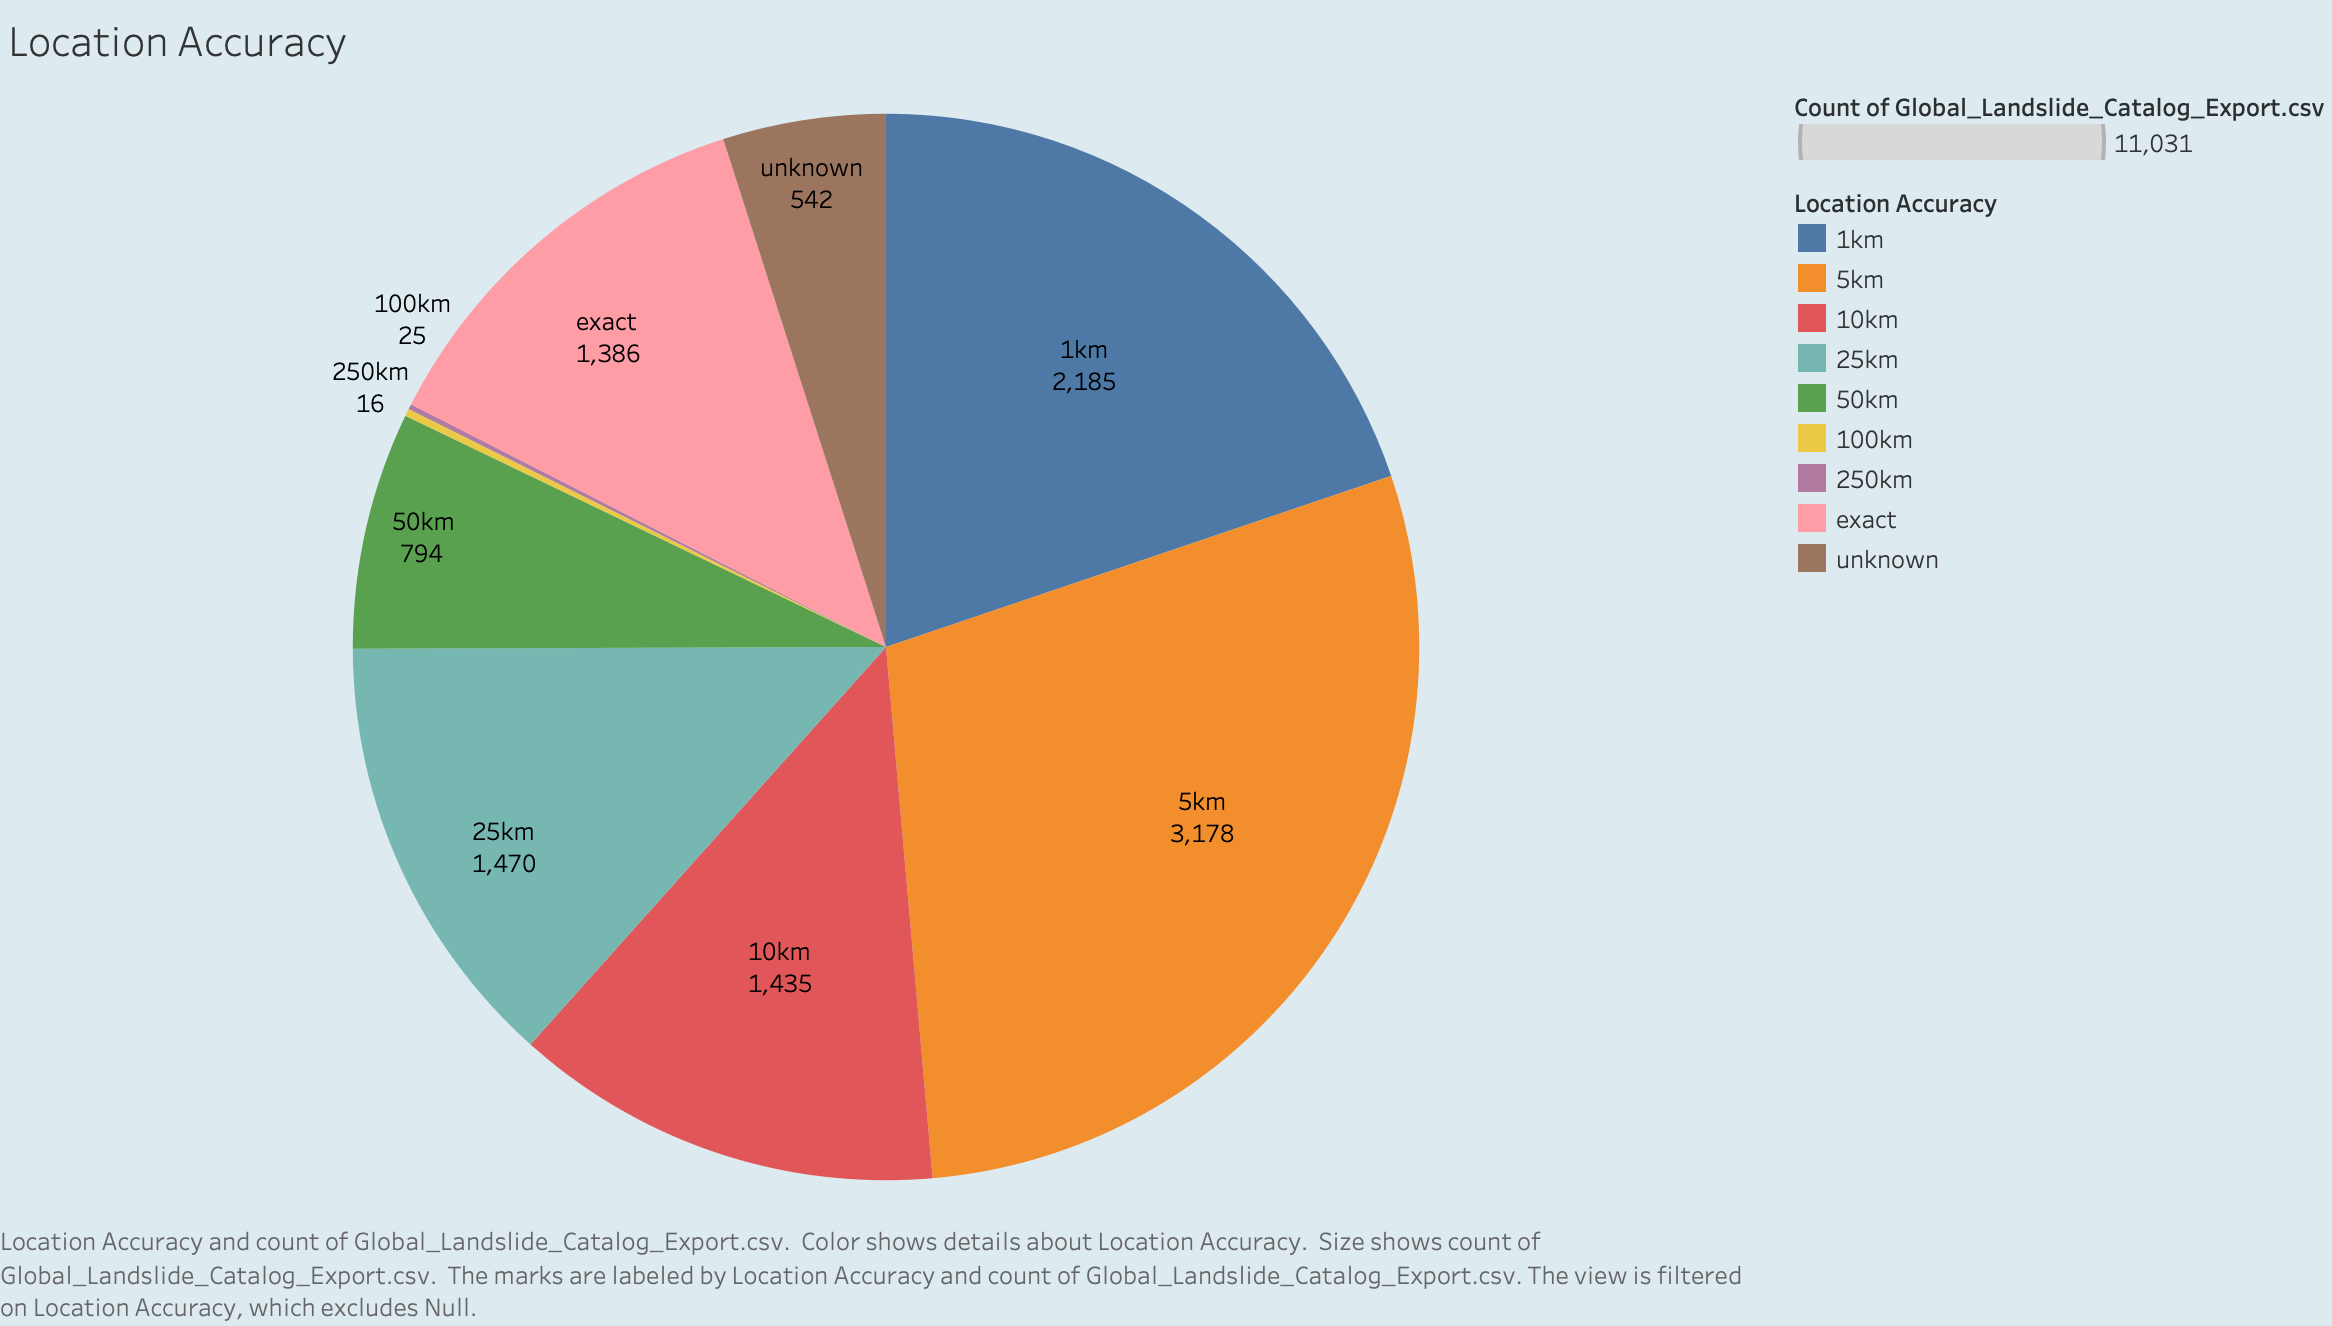 Location Accuracy
unknown
542
1km
2,185
5km
3,178
10km
1,435
25km
1,470
50km
794
250km
16
100km
25
exact
1,386
Count of Global_Landslide_Catalog_Export.csv
11,031
Location Accuracy
1km
5km
10km
25km
50km
100km
250km
exact
unknown
Location Accuracy and count of Global_Landslide_Catalog_Export.csv.  Color shows details about Location Accuracy.  Size shows count of
Global_Landslide_Catalog_Export.csv.  The marks are labeled by Location Accuracy and count of Global_Landslide_Catalog_Export.csv. The view is filtered
on Location Accuracy, which excludes Null.